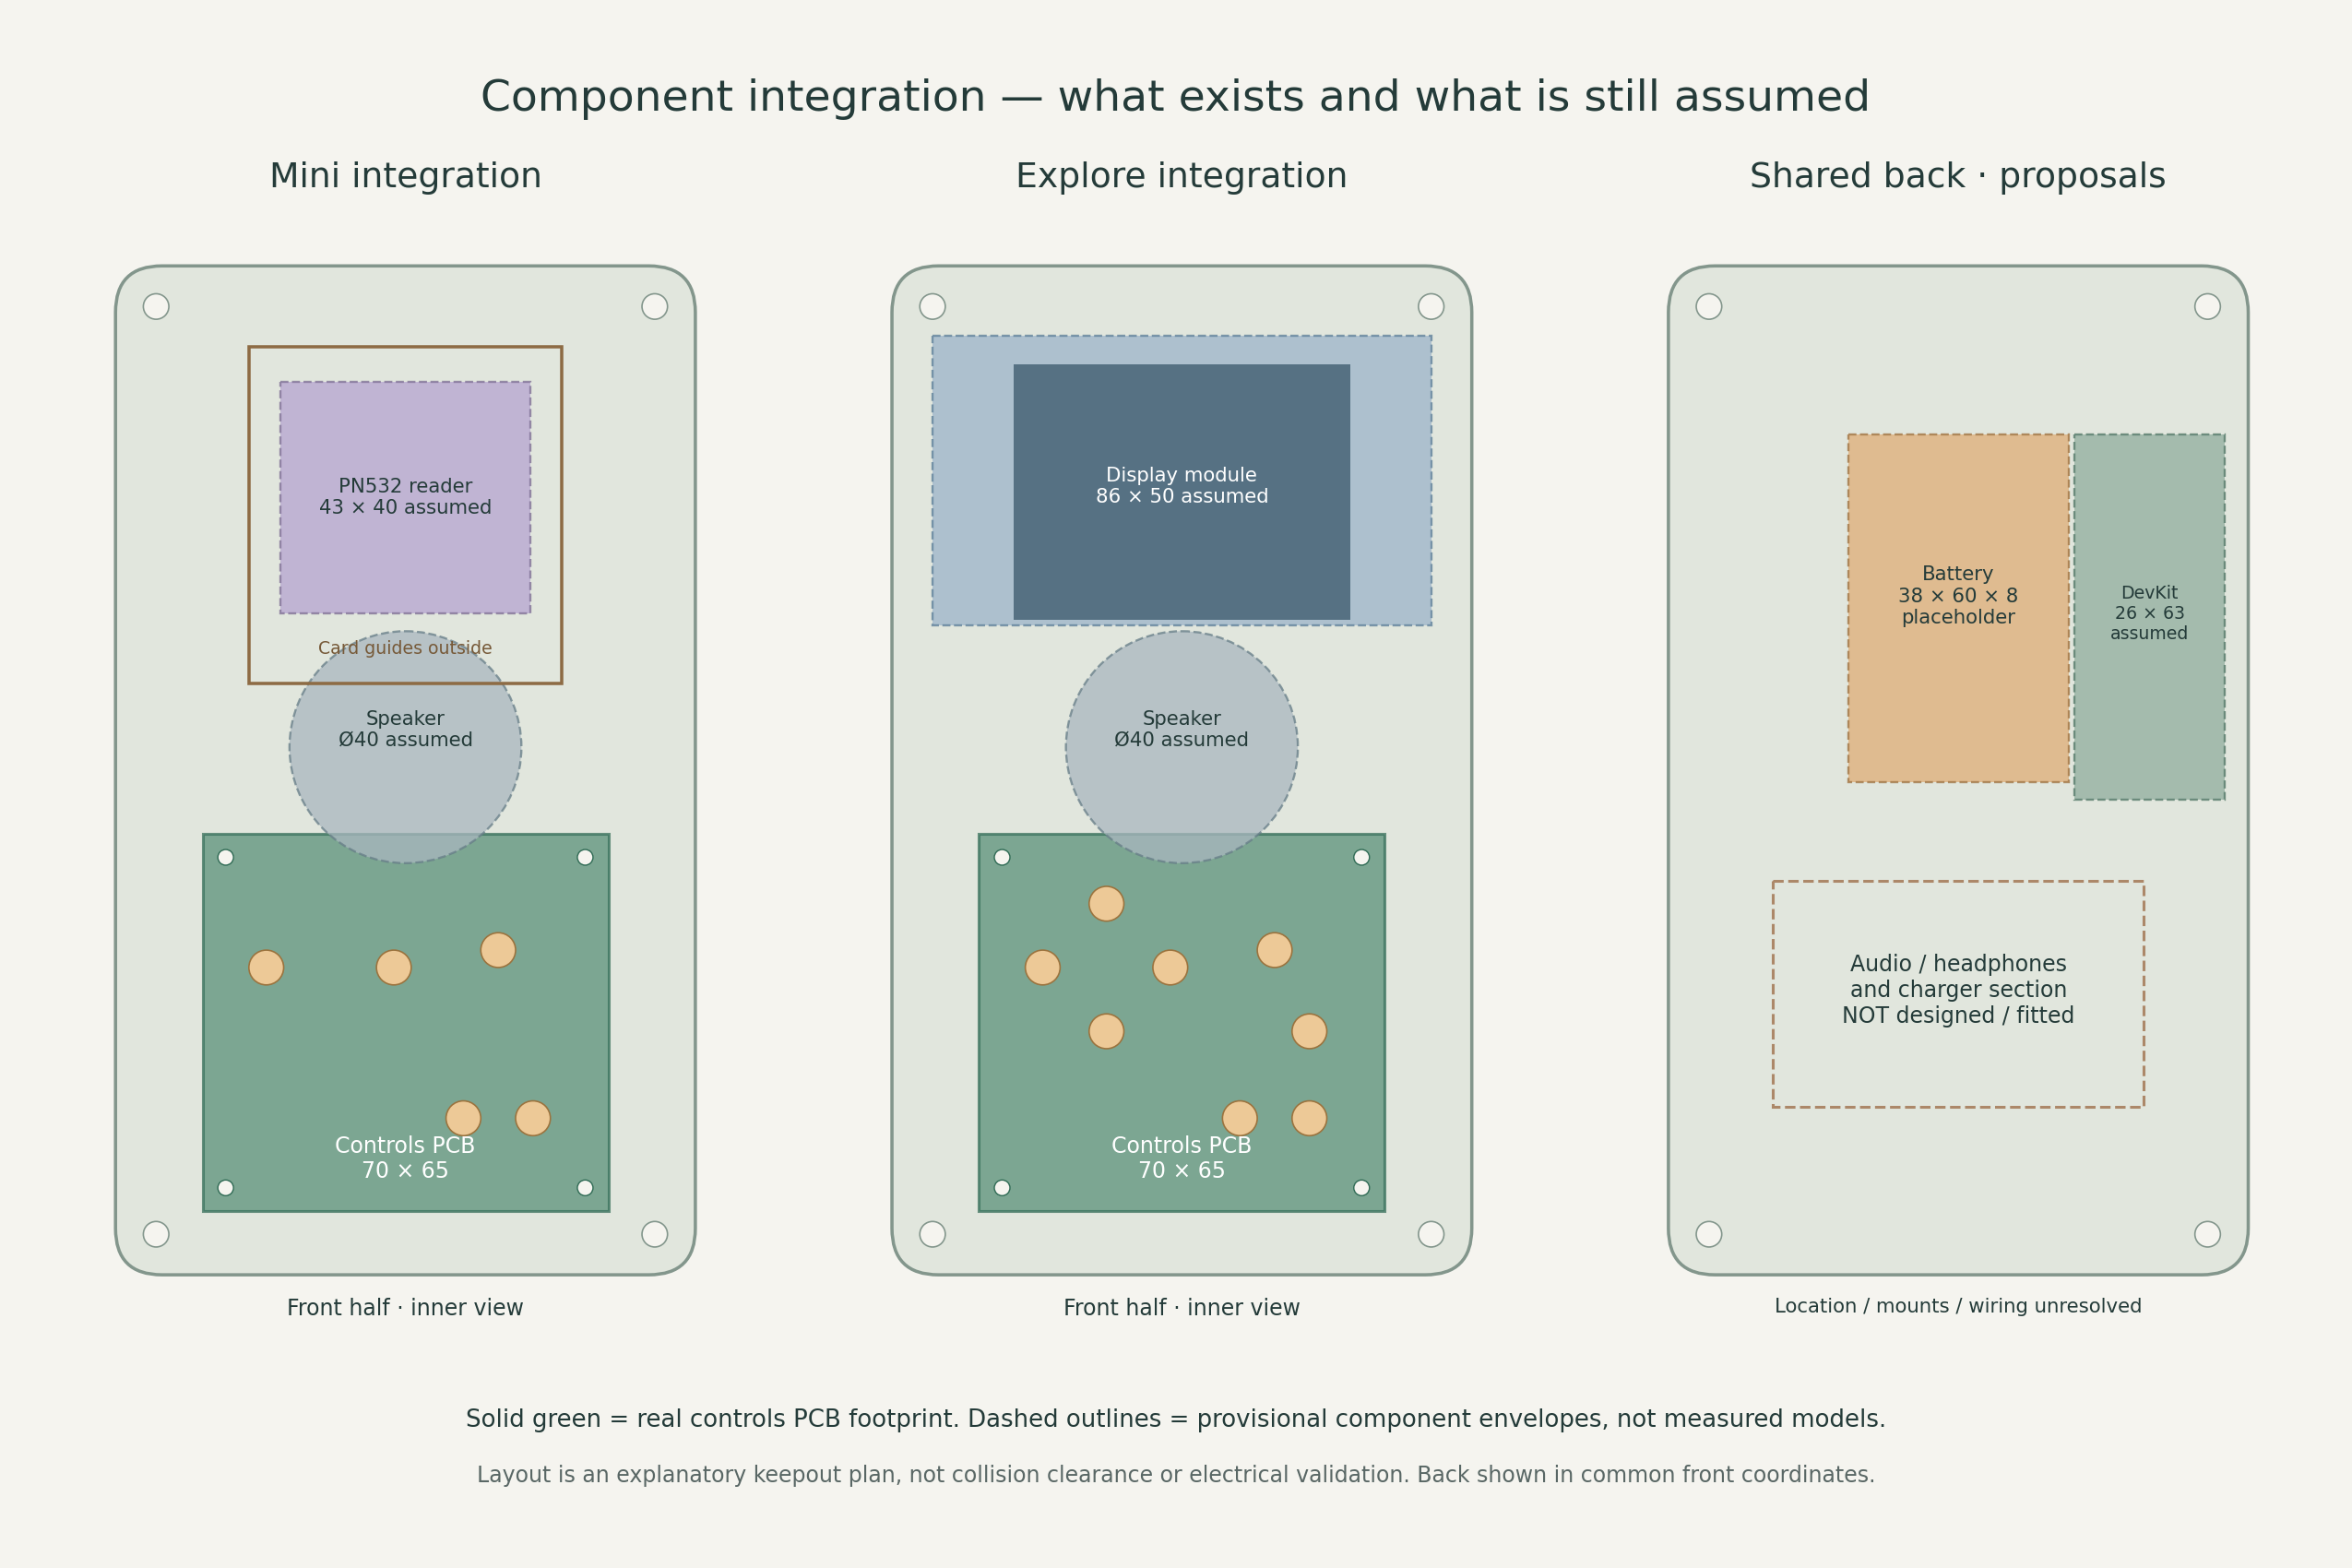 Component integration — what exists and what is still assumed
Mini integration
Explore integration
Shared back · proposals
PN532 reader
43 × 40 assumed
Card guides outside
Speaker
Ø40 assumed
Controls PCB
70 × 65
Front half · inner view
Display module
86 × 50 assumed
Speaker
Ø40 assumed
Controls PCB
70 × 65
Front half · inner view
Battery
38 × 60 × 8
placeholder
DevKit
26 × 63
assumed
Audio / headphones
and charger section
NOT designed / fitted
Location / mounts / wiring unresolved
Solid green = real controls PCB footprint. Dashed outlines = provisional component envelopes, not measured models.
Layout is an explanatory keepout plan, not collision clearance or electrical validation. Back shown in common front coordinates.